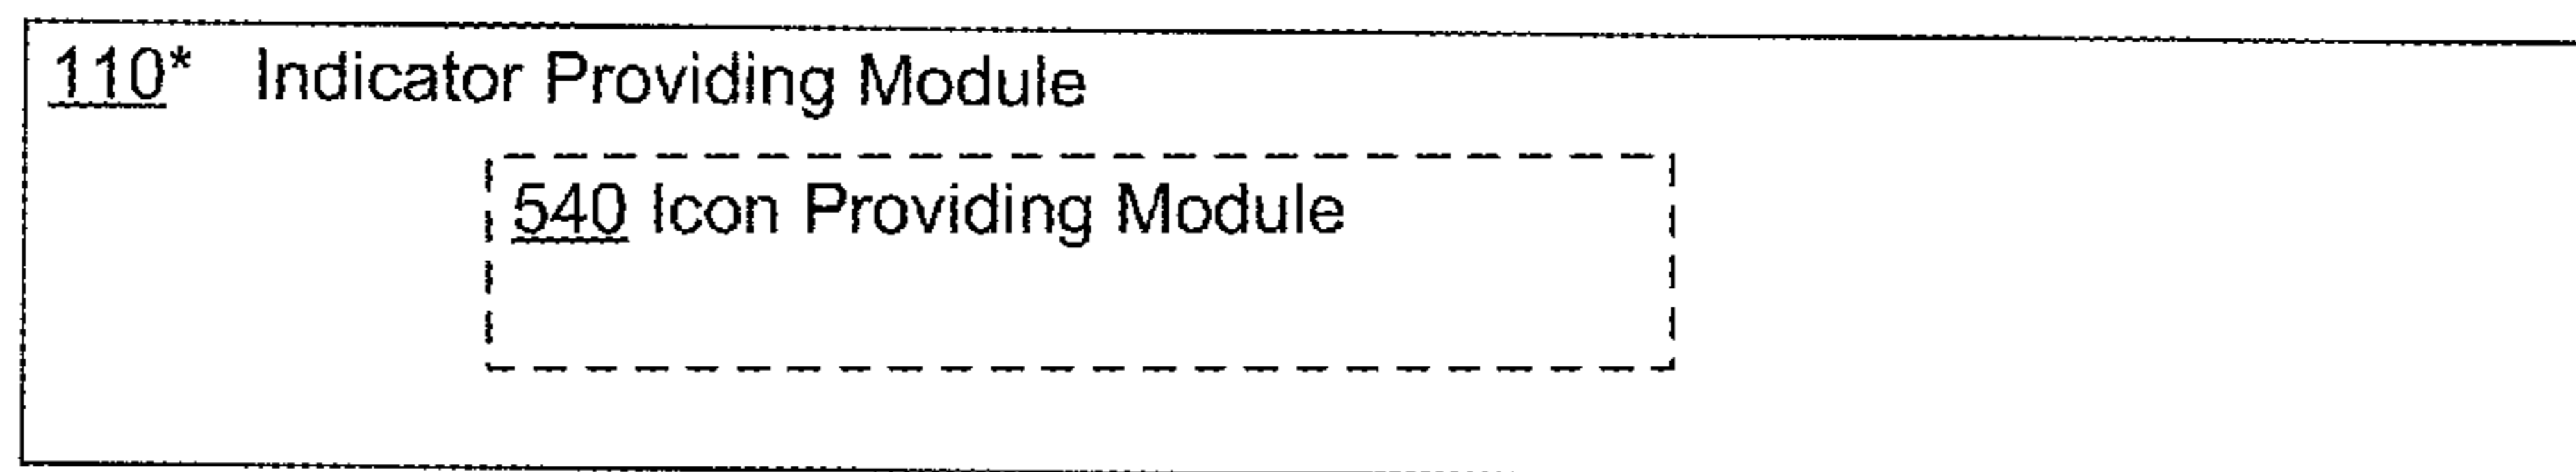 110* Indicator Providing Module
540 Icon Providing Module